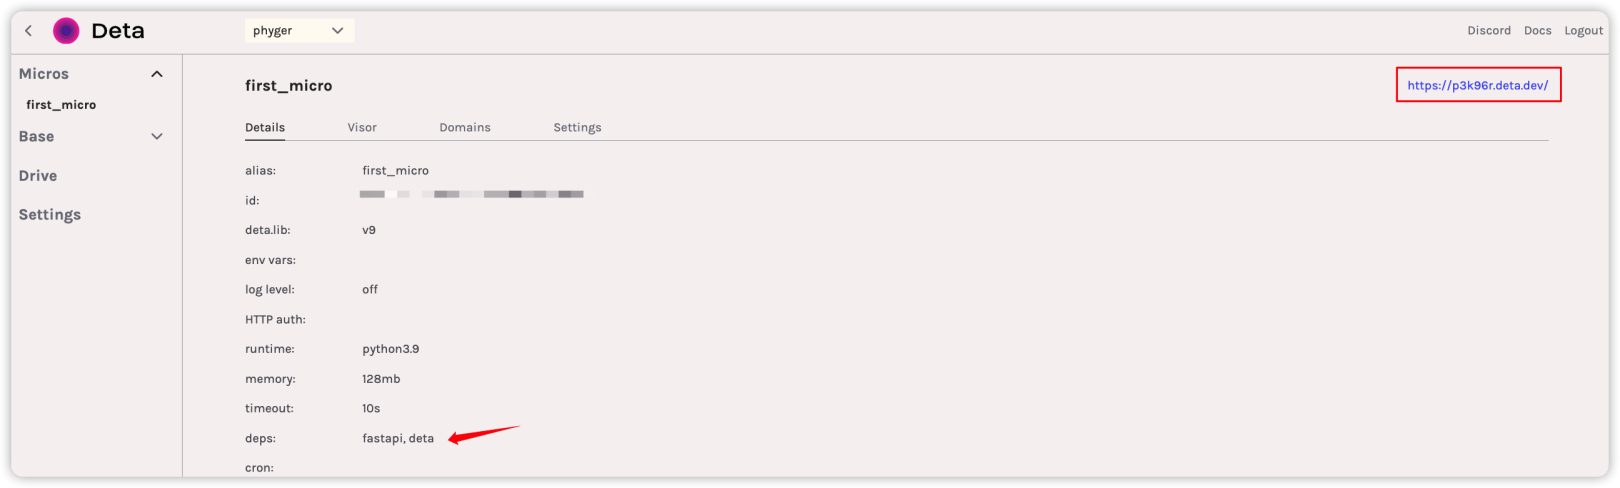 Deta
phyger
Discord Docs Logout
Micros
first_micro
Base
Drive
Settings
first_micro
https://p3k96r.deta.dev/
Details Visor Domains Settings
alias: first_micro
id:
deta.lib: v9
env vars:
log level: off
HTTP auth:
runtime: python3.9
memory: 128mb
timeout: 10s
deps: fastapi, deta
cron: